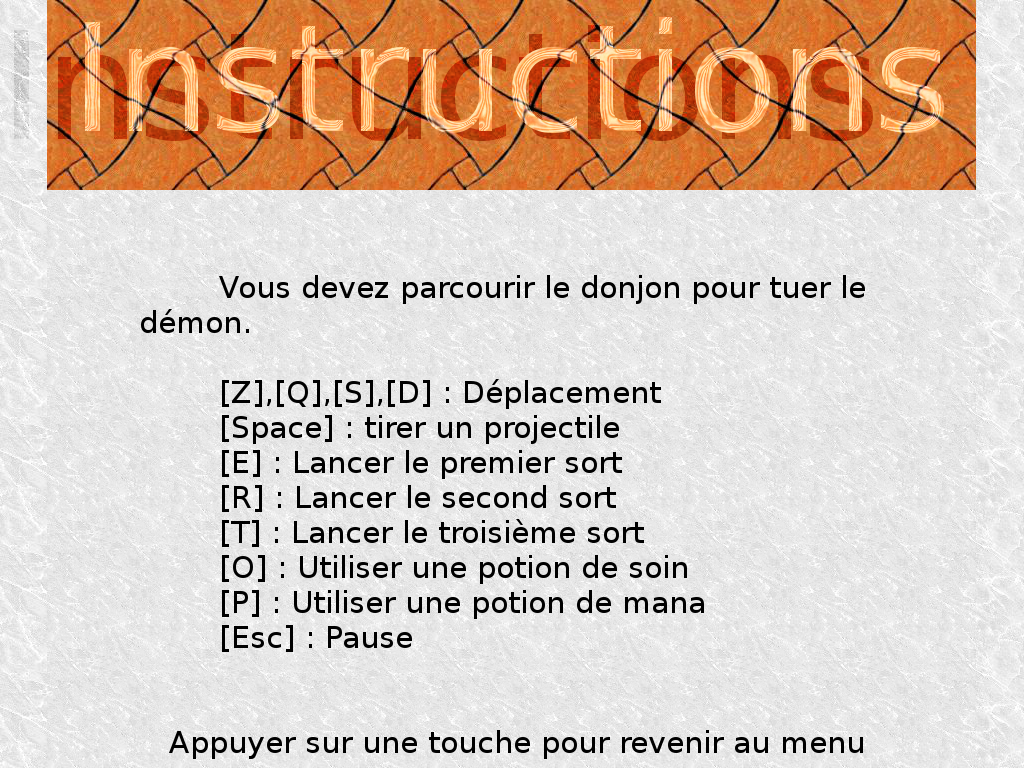 Instructions
Vous devez parcourir le donjon pour tuer le
démon.
[Z],[Q],[S],[D] : Déplacement
[Space] : tirer un projectile
[E] : Lancer le premier sort
[R] : Lancer le second sort
[T] : Lancer le troisième sort
[O] : Utiliser une potion de soin
[P] : Utiliser une potion de mana
[Esc] : Pause
Appuyer sur une touche pour revenir au menu